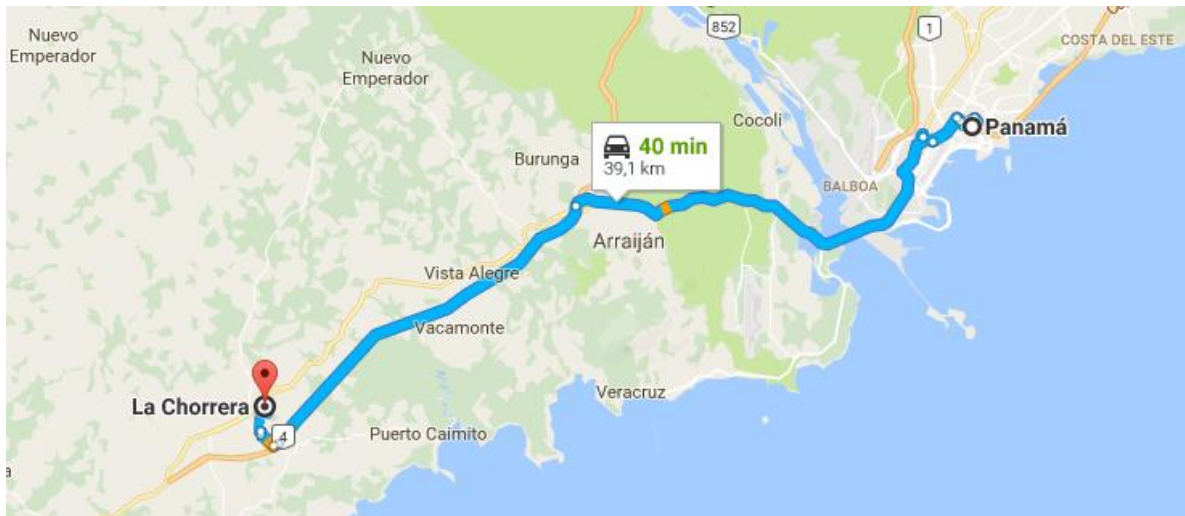 Nuevo
Emperador
852
1
COSTA DEL ESTE
Nuevo
Emperador
Cocoli
Panamá
40 min
39,1 km
Burunga
BALBOA
Arraiján
Vista Alegre
Vacamonte
Veracruz
La Chorrera
4
Puerto Caimito
a